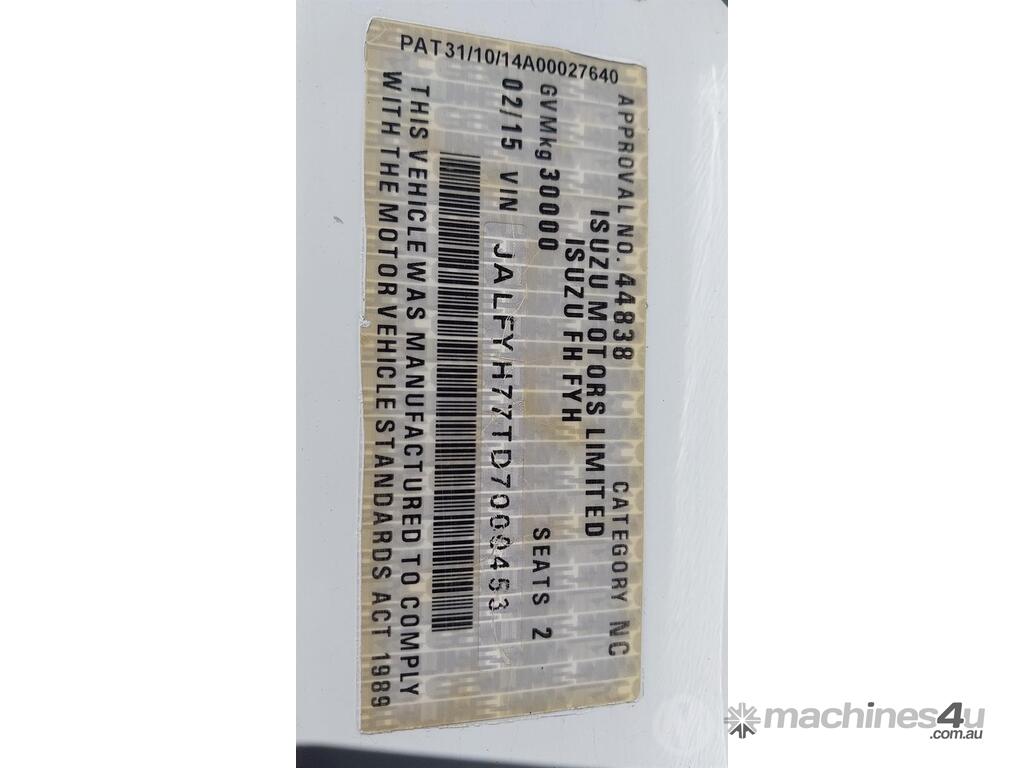 PAT31/10/14A00027640
APPROVAL NO. 44838 CATEGORY NC
ISUZU MOTORS LIMITED
ISUZU FH FYH
GVMkg 30000 SEATS 2
02/15 VIN JALFYH77TD7000453
THIS VEHICLE WAS MANUFACTURED TO COMPLY
WITH THE MOTOR VEHICLE STANDARDS ACT 1989
machines4u
.com.au